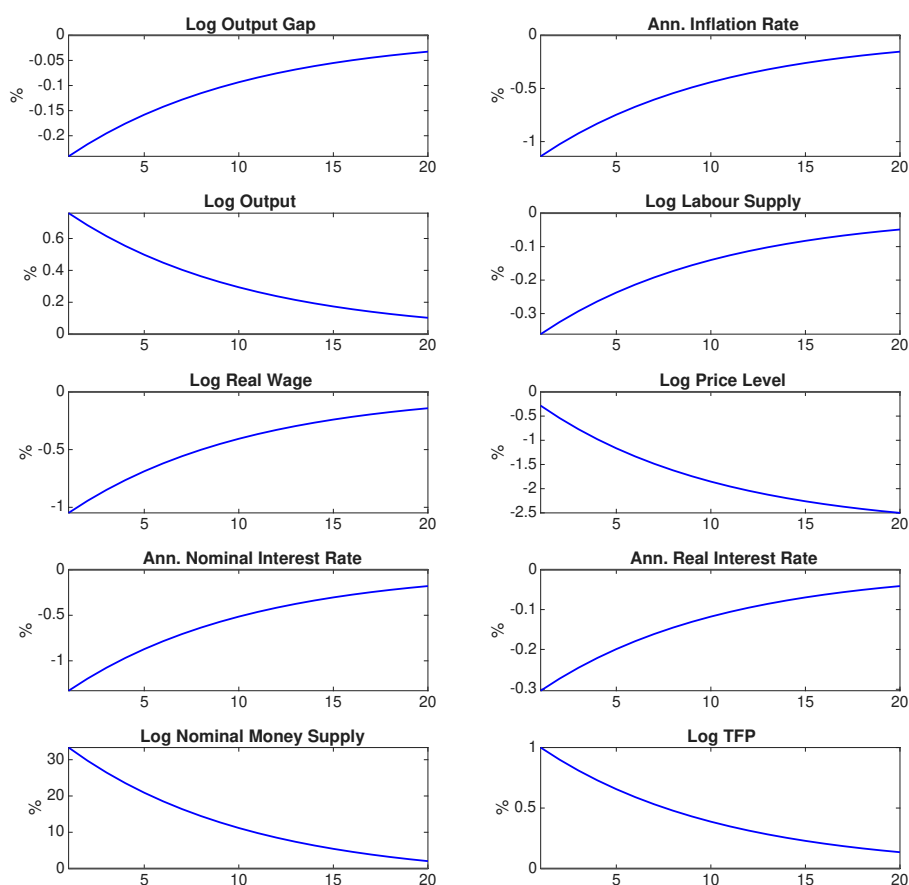 Log Output Gap
0
-0.05
-0.1
-0.15
-0.2
%
5 10 15 20
Ann. Inflation Rate
0
-0.5
-1
%
5 10 15 20
Log Output
0.6
0.4
0.2
0
%
5 10 15 20
Log Labour Supply
0
-0.1
-0.2
-0.3
%
5 10 15 20
Log Real Wage
0
-0.5
-1
%
5 10 15 20
Log Price Level
0
-0.5
-1
-1.5
-2
-2.5
%
5 10 15 20
Ann. Nominal Interest Rate
0
-0.5
-1
%
5 10 15 20
Ann. Real Interest Rate
0
-0.1
-0.2
-0.3
%
5 10 15 20
Log Nominal Money Supply
30
20
10
0
%
5 10 15 20
Log TFP
1
0.5
0
%
5 10 15 20